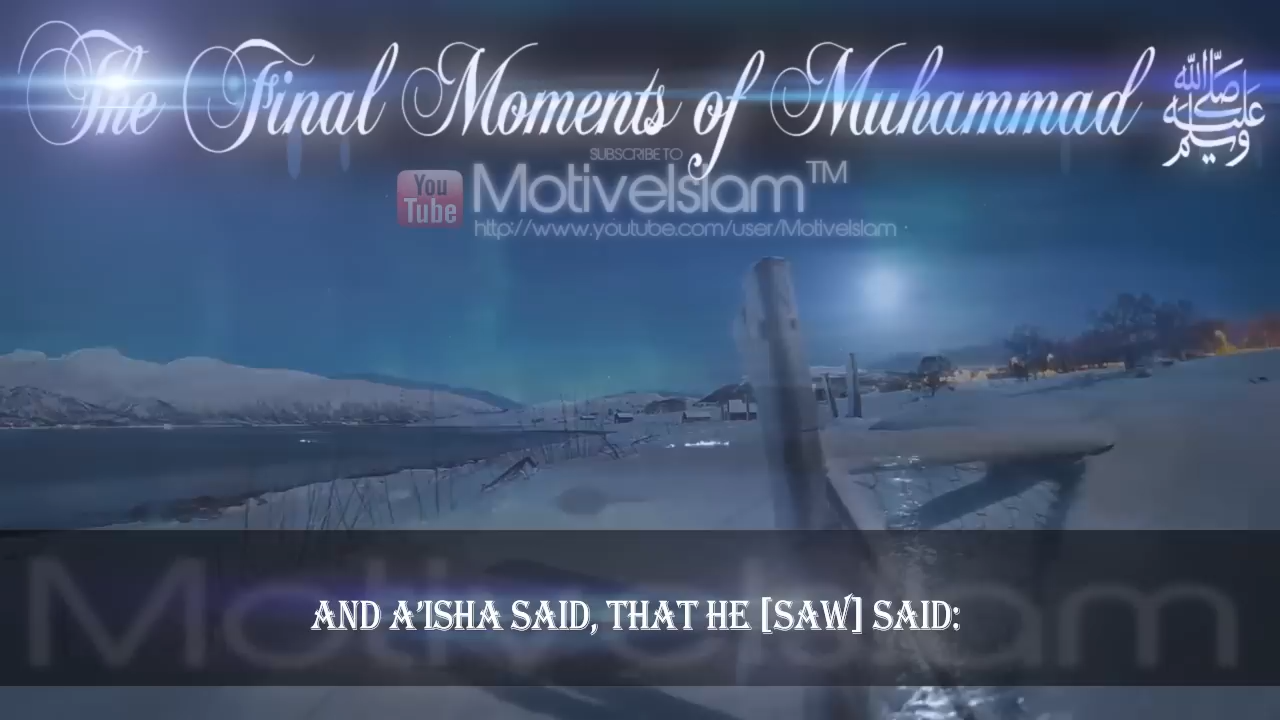 The Final Moments of Muhammad صلى الله عليه وسلم
SUBSCRIBE TO
You Tube MotiveIslam™
http://www.youtube.com/user/MotiveIslam
MotiveIslam
AND A'ISHA SAID, THAT HE [SAW] SAID: